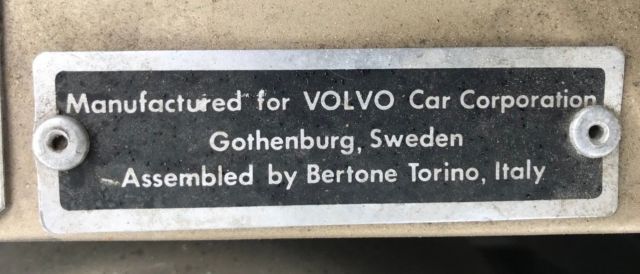 Manufactured for VOLVO Car Corporation
Gothenburg, Sweden
Assembled by Bertone Torino, Italy